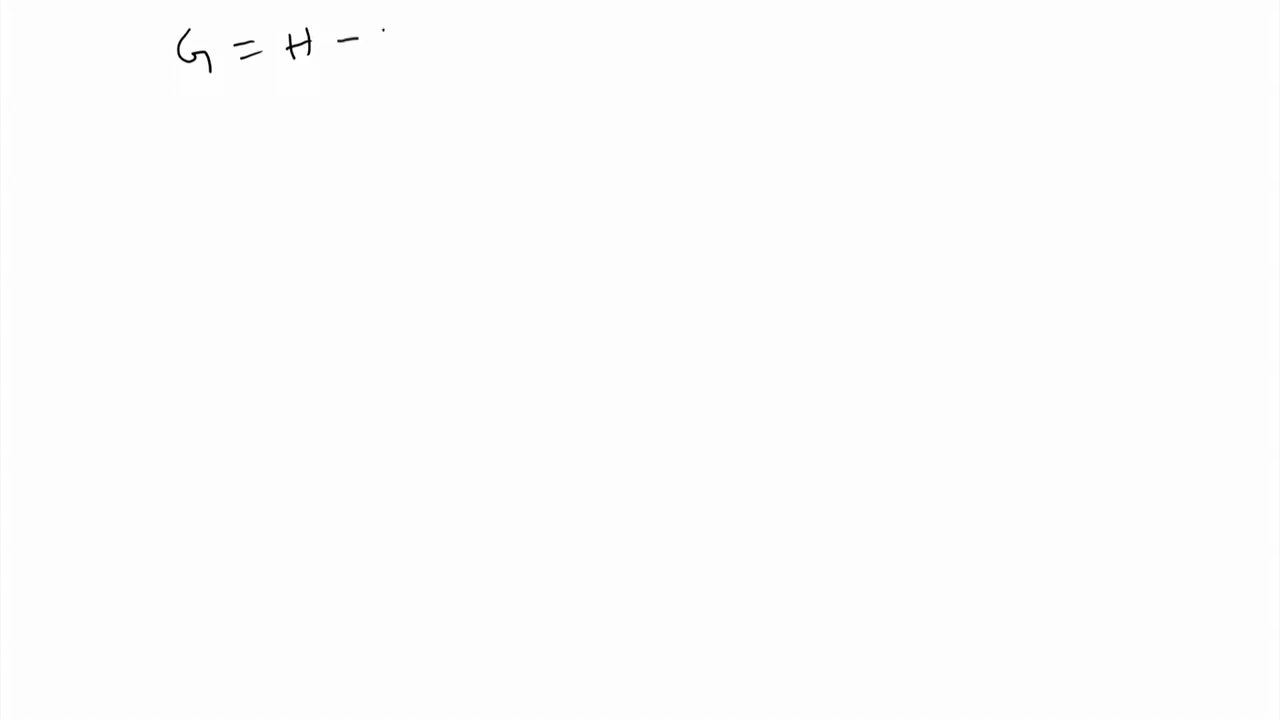 G = H -